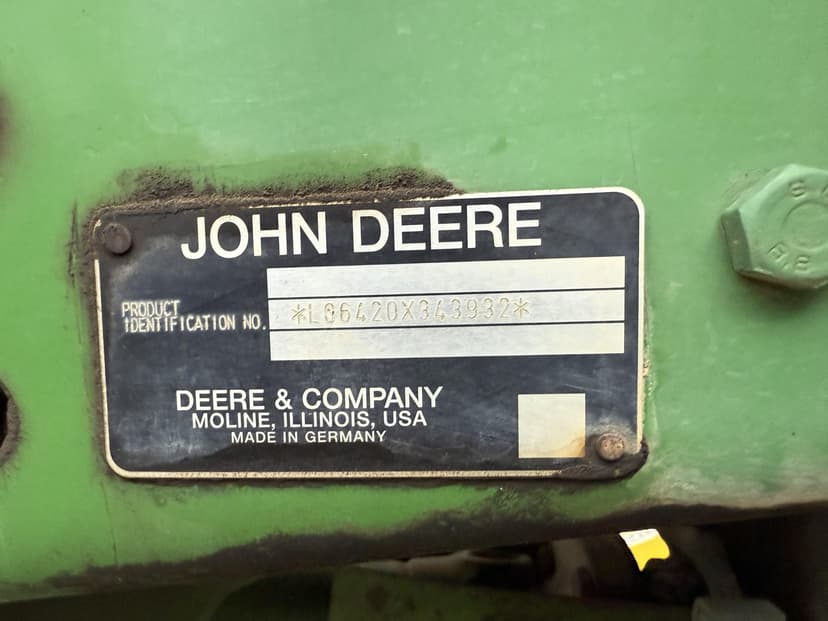 JOHN DEERE
PRODUCT
IDENTIFICATION NO.
*L06420X343932*
DEERE & COMPANY
MOLINE, ILLINOIS, USA
MADE IN GERMANY